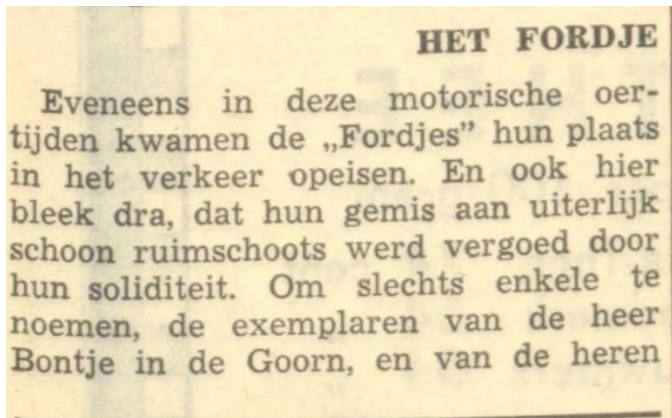 HET FORDJE
Eveneens in deze motorische oer-
tijden kwamen de „Fordjes” hun plaats
in het verkeer opeisen. En ook hier
bleek dra, dat hun gemis aan uiterlijk
schoon ruimschoots werd vergoed door
hun soliditeit. Om slechts enkele te
noemen, de exemplaren van de heer
Bontje in de Goorn, en van de heren